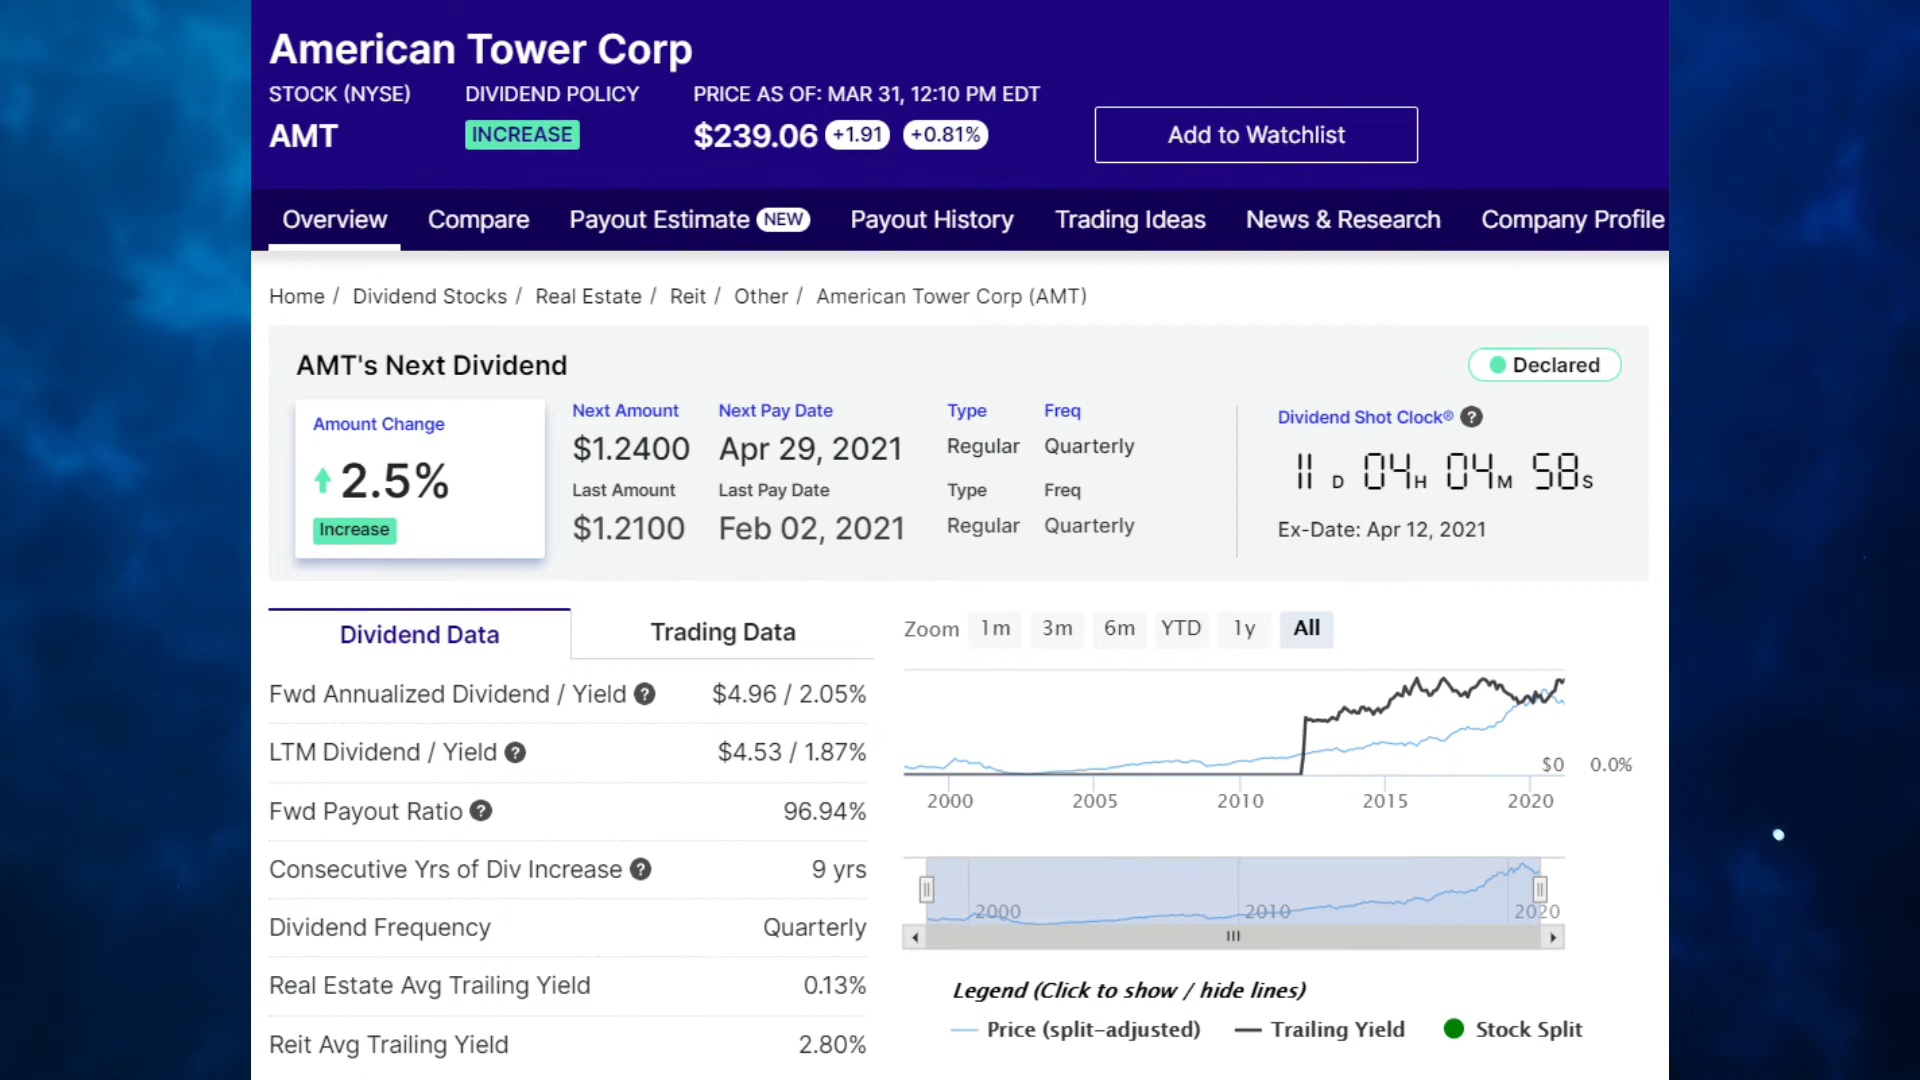 American Tower Corp
STOCK (NYSE) DIVIDEND POLICY PRICE AS OF: MAR 31, 12:10 PM EDT
AMT INCREASE $239.06 +1.91 +0.81% Add to Watchlist
Overview Compare Payout Estimate NEW Payout History Trading Ideas News & Research Company Profile
Home / Dividend Stocks / Real Estate / Reit / Other / American Tower Corp (AMT)
AMT's Next Dividend Declared
Amount Change
2.5%
Increase
Next Amount Next Pay Date Type Freq
$1.2400 Apr 29, 2021 Regular Quarterly
Last Amount Last Pay Date Type Freq
$1.2100 Feb 02, 2021 Regular Quarterly
Dividend Shot Clock® ?
11 D 04 H 04 M 58 S
Ex-Date: Apr 12, 2021
Dividend Data Trading Data
Fwd Annualized Dividend / Yield ? $4.96 / 2.05%
LTM Dividend / Yield ? $4.53 / 1.87%
Fwd Payout Ratio ? 96.94%
Consecutive Yrs of Div Increase ? 9 yrs
Dividend Frequency Quarterly
Real Estate Avg Trailing Yield 0.13%
Reit Avg Trailing Yield 2.80%
Zoom 1m 3m 6m YTD 1y All
$0 0.0%
2000 2005 2010 2015 2020
2000 2010 2020
Legend (Click to show / hide lines)
Price (split-adjusted) Trailing Yield Stock Split